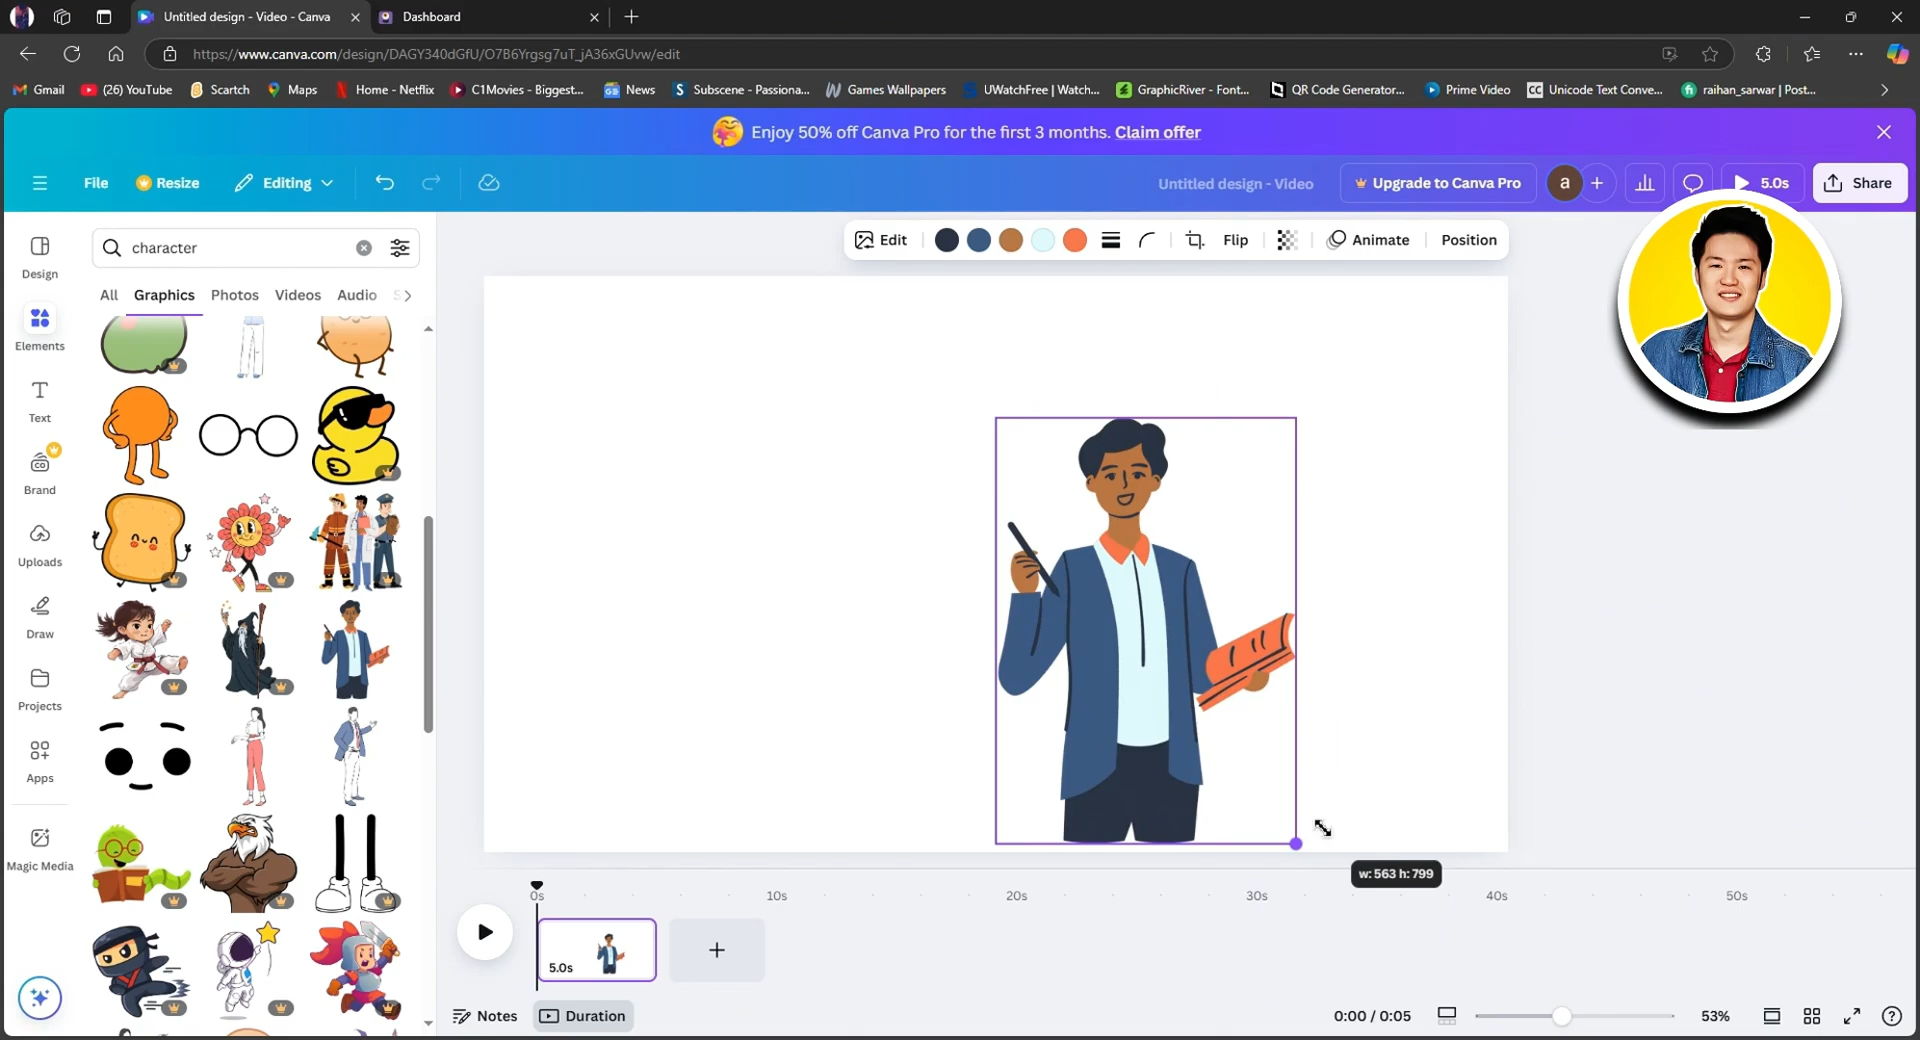 Untitled design - Video - Canva
Dashboard
https://www.canva.com/design/DAGY340dGfU/O7B6Yrgsg7uT_jA36xGUvw/edit
Gmail
(26) YouTube
Scartch
Maps
Home - Netflix
C1Movies - Biggest...
News
Subscene - Passiona...
Games Wallpapers
UWatchFree | Watch...
GraphicRiver - Font...
QR Code Generator...
Prime Video
Unicode Text Conve...
raihan_sarwar | Post...
Enjoy 50% off Canva Pro for the first 3 months. Claim offer
File
Resize
Editing
Untitled design - Video
Upgrade to Canva Pro
a
5.0s
Share
Design
Elements
Text
Brand
Uploads
Draw
Projects
Apps
Magic Media
character
All
Graphics
Photos
Videos
Audio
Edit
Flip
Animate
Position
w: 563 h: 799
0s
10s
20s
30s
40s
50s
5.0s
Notes
Duration
0:00 / 0:05
53%